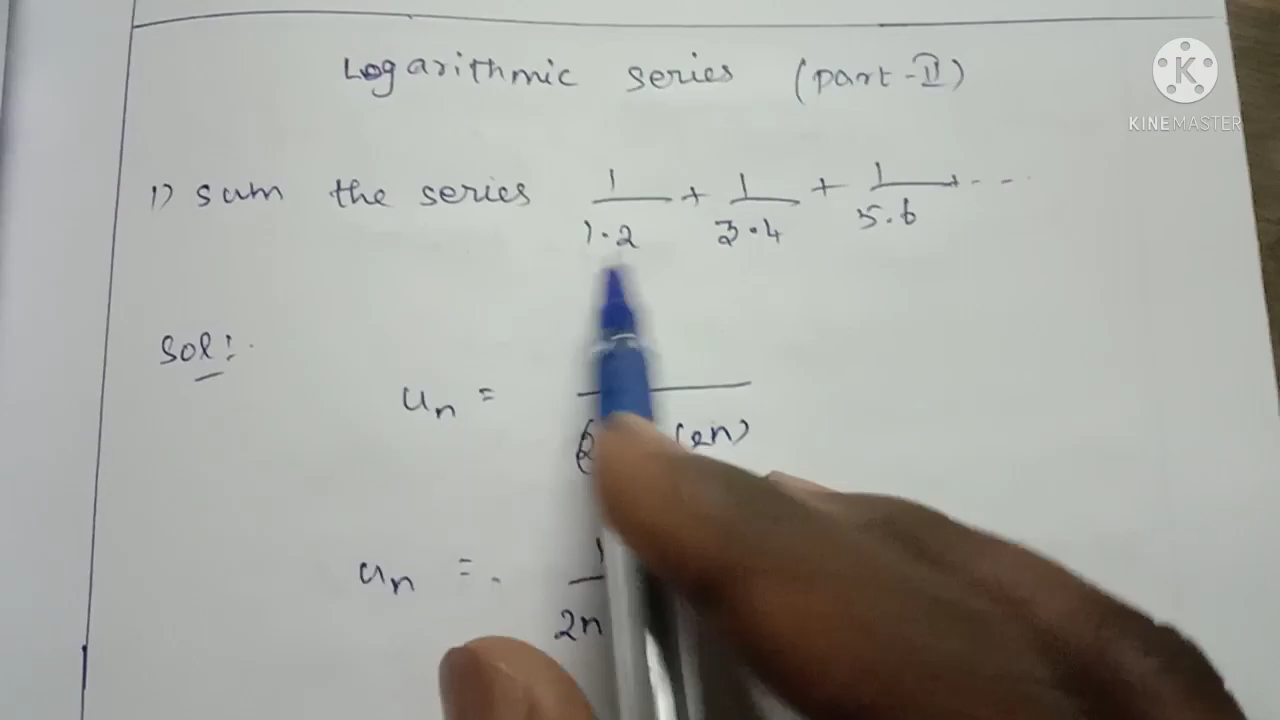 Logarithmic series (part-II)
KINEMASTER
1) sum the series 1/1.2 + 1/3.4 + 1/5.6 + ...
Sol:
un = (2n)
un = 1/2n